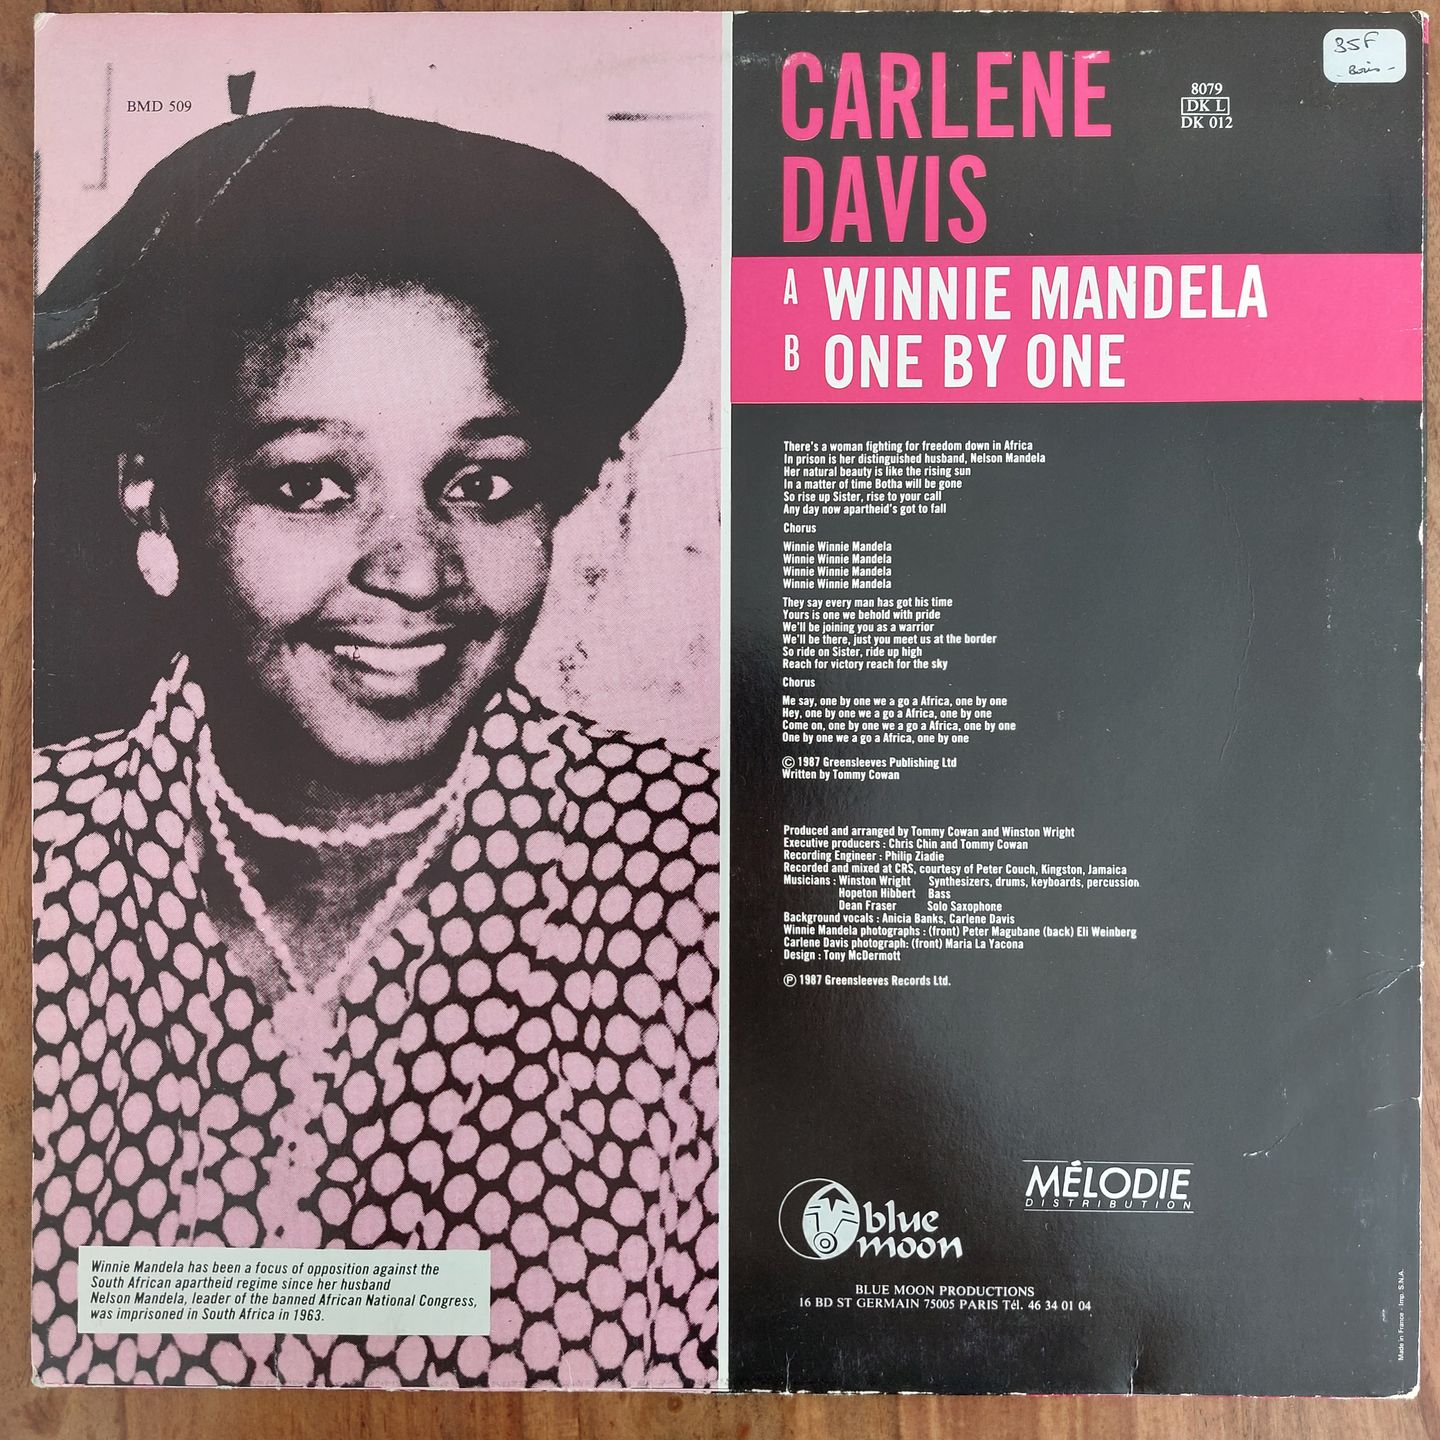 BMD 509
Winnie Mandela has been a focus of opposition against the
South African apartheid regime since her husband
Nelson Mandela, leader of the banned African National Congress,
was imprisoned in South Africa in 1963.
35F
- Boris -
CARLENE
DAVIS
8079
DK L
DK 012
A WINNIE MANDELA
B ONE BY ONE
There's a woman fighting for freedom down in Africa
In prison is her distinguished husband, Nelson Mandela
Her natural beauty is like the rising sun
In a matter of time Botha will be gone
So rise up Sister, rise to your call
Any day now apartheid's got to fall
Chorus
Winnie Winnie Mandela
Winnie Winnie Mandela
Winnie Winnie Mandela
Winnie Winnie Mandela
They say every man has got his time
Yours is one we behold with pride
We'll be joining you as a warrior
We'll be there, just you meet us at the border
So ride on Sister, ride up high
Reach for victory reach for the sky
Chorus
Me say, one by one we a go a Africa, one by one
Hey, one by one we a go a Africa, one by one
Come on, one by one we a go a Africa, one by one
One by one we a go a Africa, one by one
© 1987 Greensleeves Publishing Ltd
Written by Tommy Cowan
Produced and arranged by Tommy Cowan and Winston Wright
Executive producers : Chris Chin and Tommy Cowan
Recording Engineer : Philip Ziadie
Recorded and mixed at CRS, courtesy of Peter Couch, Kingston, Jamaica
Musicians : Winston Wright Synthesizers, drums, keyboards, percussion
Hopeton Hibbert Bass
Dean Fraser Solo Saxophone
Background vocals : Anicia Banks, Carlene Davis
Winnie Mandela photographs : (front) Peter Magubane (back) Eli Weinberg
Carlene Davis photograph: (front) Maria La Yacona
Design : Tony McDermott
℗ 1987 Greensleeves Records Ltd.
MÉLODIE
DISTRIBUTION
blue
moon
BLUE MOON PRODUCTIONS
16 BD ST GERMAIN 75005 PARIS Tél. 46 34 01 04
Made in France - Imp. S.N.A.